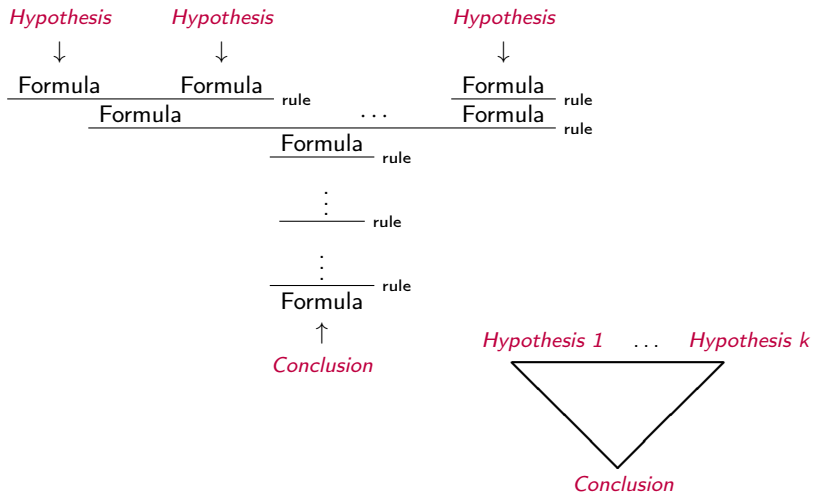 Hypothesis Hypothesis Hypothesis
↓ ↓ ↓
Formula Formula Formula
rule rule
Formula ... Formula
rule
Formula
rule
⋮
rule
⋮
rule
Formula
↑
Conclusion
Hypothesis 1 ... Hypothesis k
Conclusion